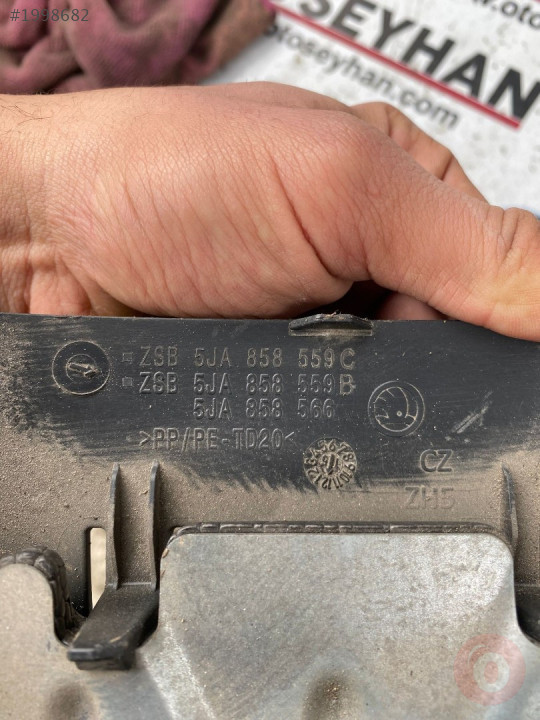 #1998682
SEYHAN
otoseyhan.com
ZSB 5JA 858 559 C
ZSB 5JA 858 559 B
5JA 858 566
>PP/PE-TD20<
16
CZ
ZH5